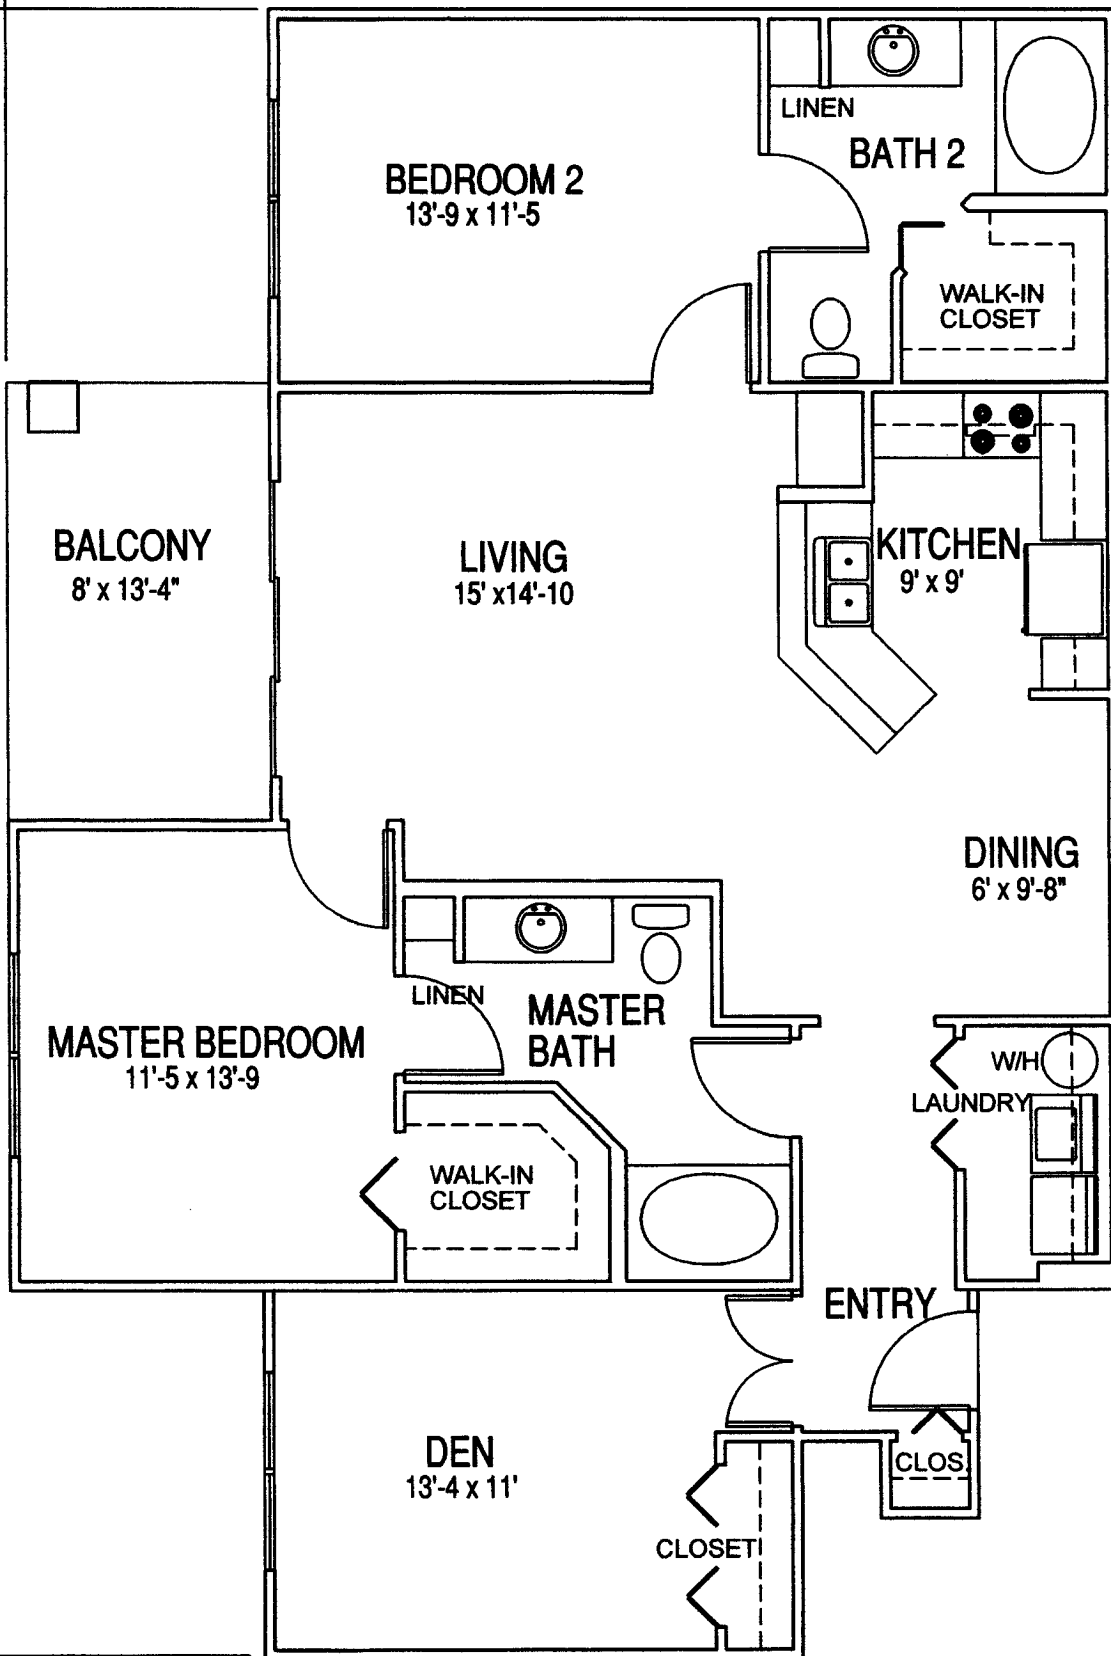 LINEN
BATH 2
BEDROOM 2
13'-9 x 11'-5
WALK-IN
CLOSET
BALCONY
8' x 13'-4"
LIVING
15' x14'-10
KITCHEN
9' x 9'
DINING
6' x 9'-8"
LINEN
MASTER
BATH
MASTER BEDROOM
11'-5 x 13'-9
W/H
LAUNDRY
WALK-IN
CLOSET
ENTRY
DEN
13'-4 x 11'
CLOS.
CLOSET